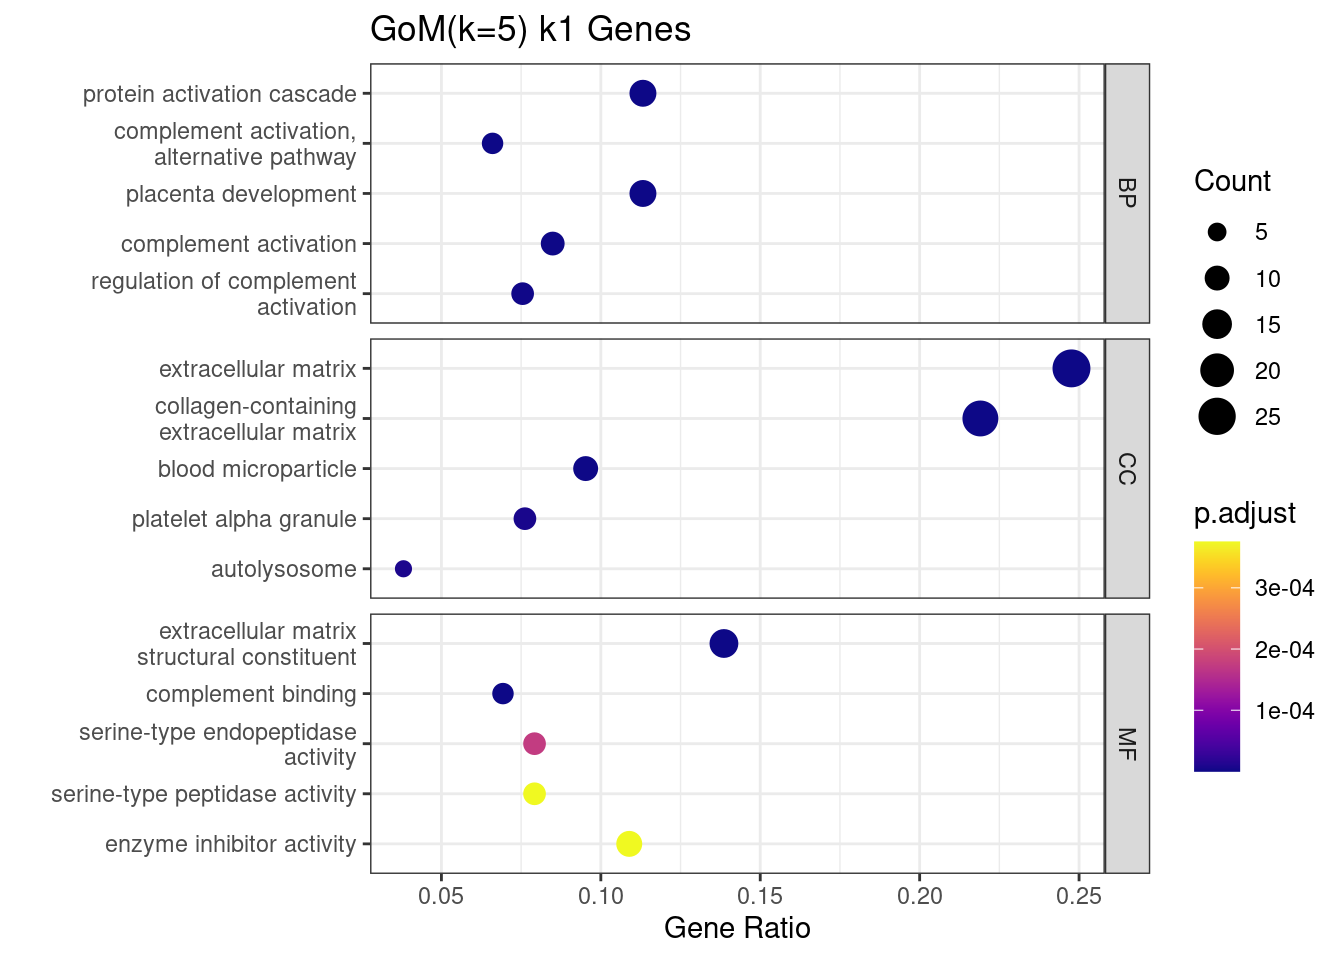 GoM(k=5) k1 Genes
protein activation cascade
complement activation,
alternative pathway
placenta development
complement activation
regulation of complement
activation
BP
extracellular matrix
collagen-containing
extracellular matrix
blood microparticle
platelet alpha granule
autolysosome
CC
extracellular matrix
structural constituent
complement binding
serine-type endopeptidase
activity
serine-type peptidase activity
enzyme inhibitor activity
MF
0.05 0.10 0.15 0.20 0.25
Gene Ratio
Count
5
10
15
20
25
p.adjust
3e-04
2e-04
1e-04